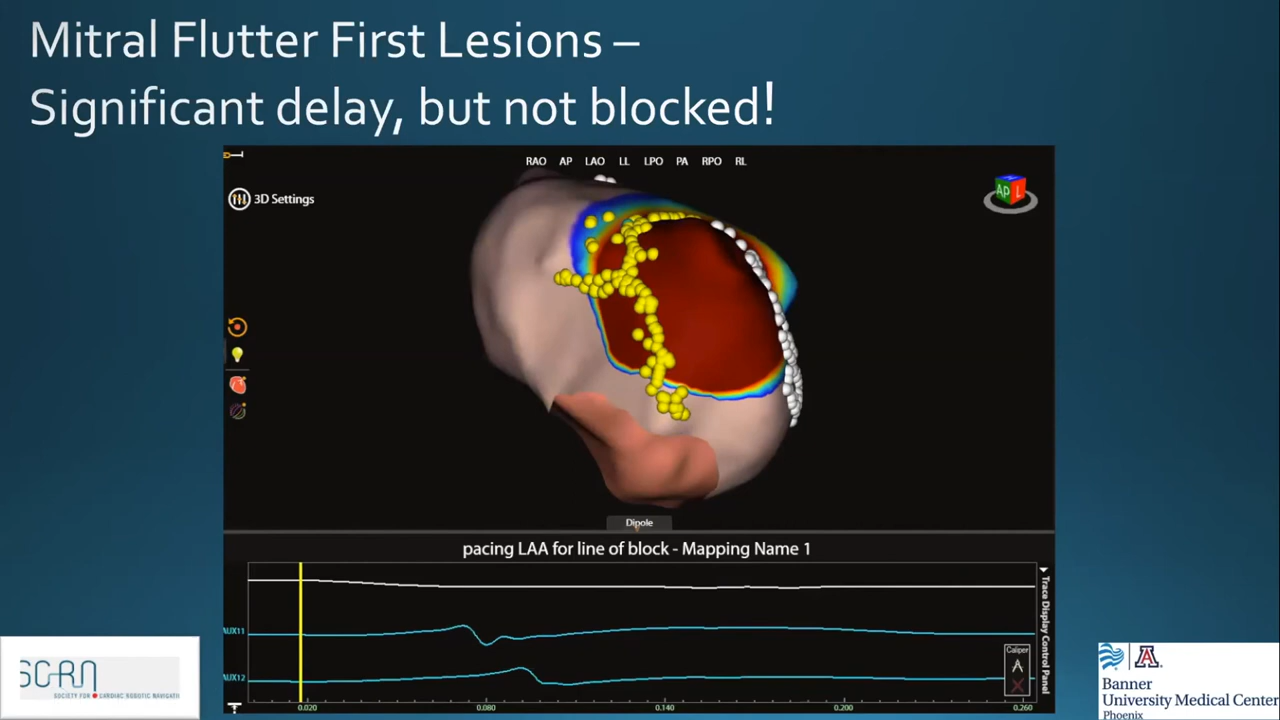 Mitral Flutter First Lesions –
Significant delay, but not blocked!
RAO AP LAO LL LPO PA RPO RL
3D Settings
AP L
Dipole
pacing LAA for line of block - Mapping Name 1
Trace Display Control Panel
AUX11
Caliper
AUX12
0.020 0.080 0.140 0.200 0.260
SCRN
SOCIETY FOR CARDIAC ROBOTIC NAVIGATI
A
Banner
University Medical Center
Phoenix